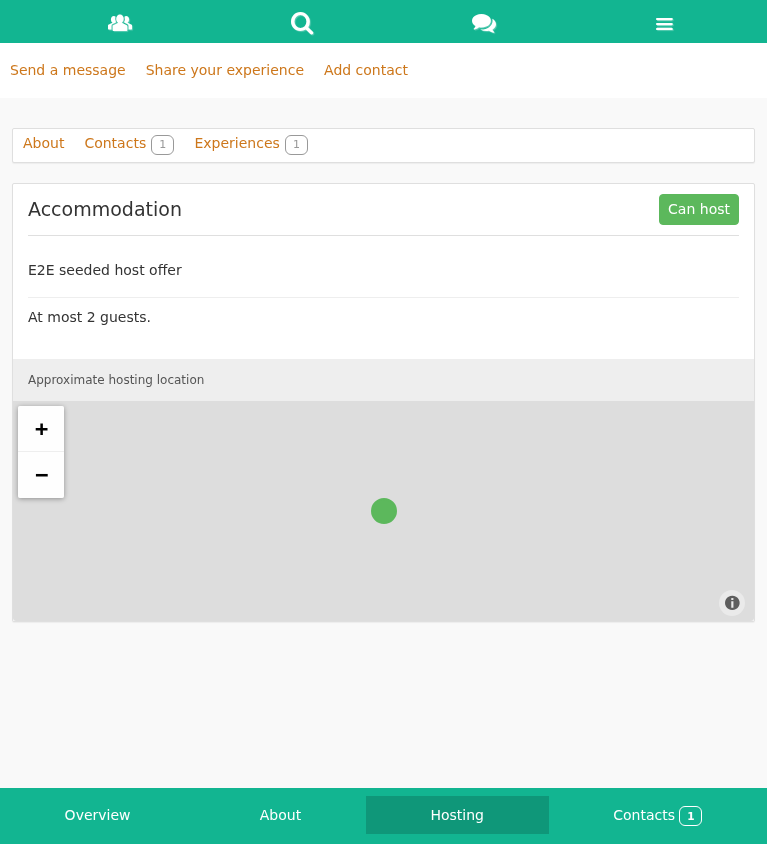 Send a message Share your experience Add contact
About Contacts 1 Experiences 1
Accommodation Can host
E2E seeded host offer
At most 2 guests.
Approximate hosting location
+
−
Overview About Hosting Contacts 1